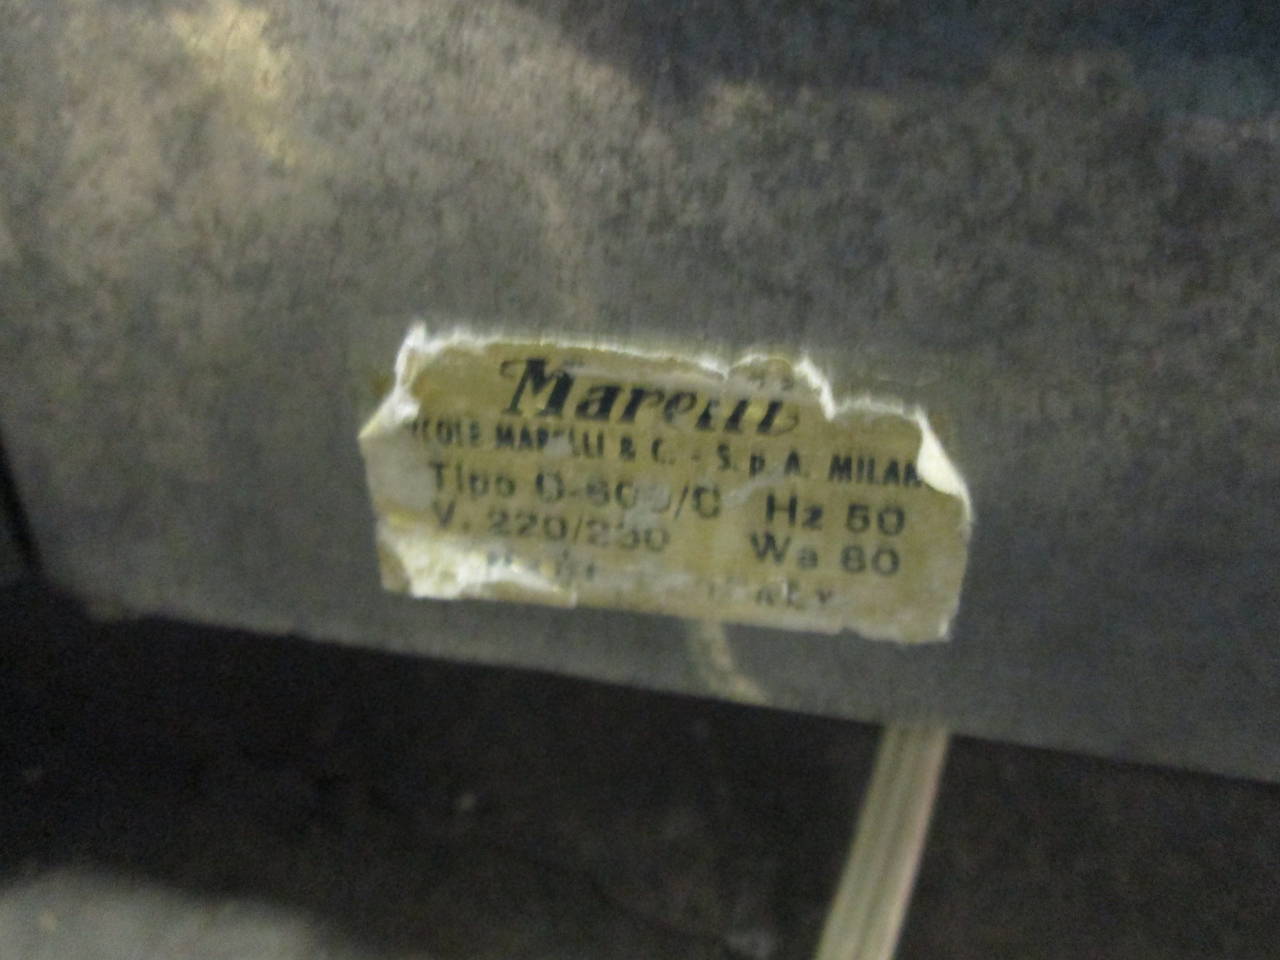 Marelli
MARELLI & C. - S. p. A. MILAN
Tipo
Hz 50
V. 220/230
Wa 60